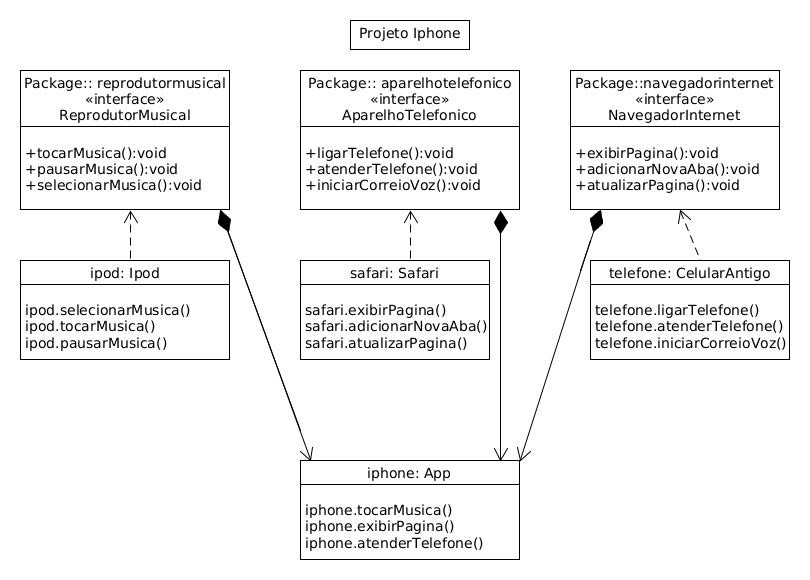 Projeto Iphone
Package:: reprodutormusical
«interface»
ReprodutorMusical
+tocarMusica():void
+pausarMusica():void
+selecionarMusica():void
Package:: aparelhotelefonico
«interface»
AparelhoTelefonico
+ligarTelefone():void
+atenderTelefone():void
+iniciarCorreioVoz():void
Package::navegadorinternet
«interface»
NavegadorInternet
+exibirPagina():void
+adicionarNovaAba():void
+atualizarPagina():void
ipod: Ipod
ipod.selecionarMusica()
ipod.tocarMusica()
ipod.pausarMusica()
safari: Safari
safari.exibirPagina()
safari.adicionarNovaAba()
safari.atualizarPagina()
telefone: CelularAntigo
telefone.ligarTelefone()
telefone.atenderTelefone()
telefone.iniciarCorreioVoz()
iphone: App
iphone.tocarMusica()
iphone.exibirPagina()
iphone.atenderTelefone()